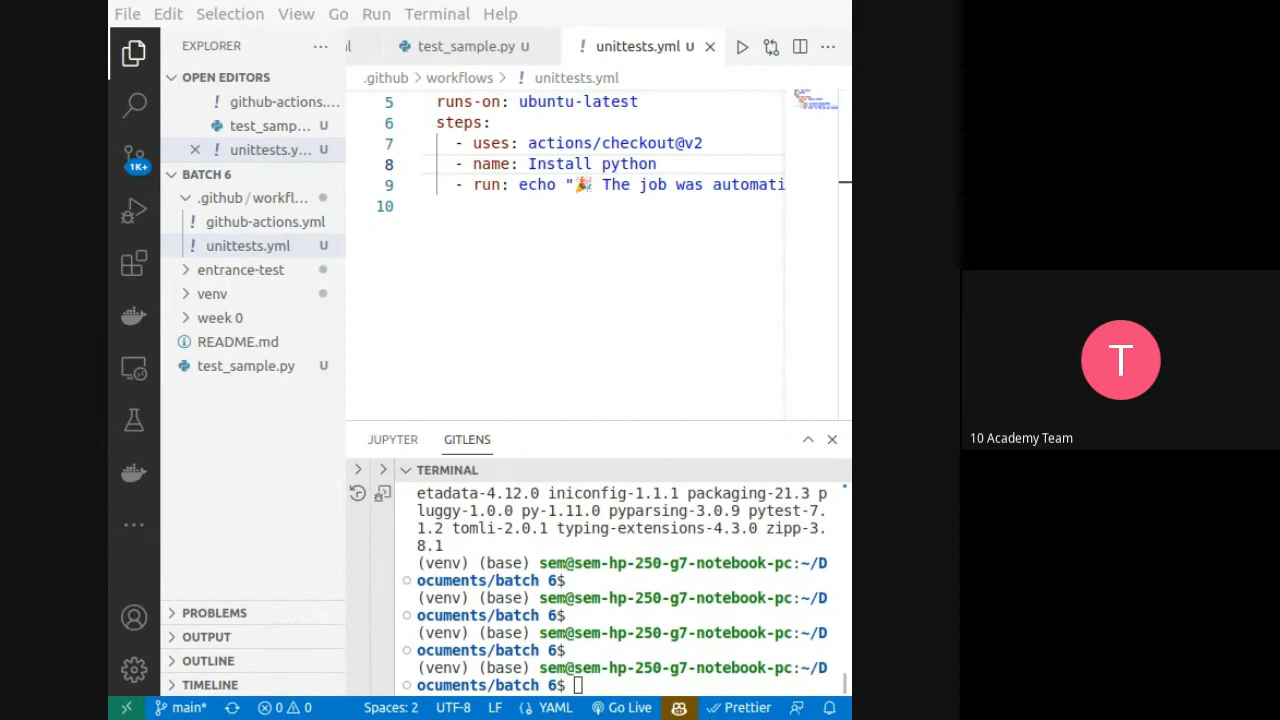 File Edit Selection View Go Run Terminal Help
EXPLORER
OPEN EDITORS
github-actions....
test_samp... U
unittests.y... U
1K+
BATCH 6
.github / workfl...
github-actions.yml
unittests.yml U
entrance-test
venv
week 0
README.md
test_sample.py U
PROBLEMS
OUTPUT
OUTLINE
TIMELINE
test_sample.py U
unittests.yml U
.github > workflows > ! unittests.yml
5 runs-on: ubuntu-latest
6 steps:
7 - uses: actions/checkout@v2
8 - name: Install python
9 - run: echo "🎉 The job was automati
10
JUPYTER GITLENS
TERMINAL
etadata-4.12.0 iniconfig-1.1.1 packaging-21.3 p
luggy-1.0.0 py-1.11.0 pyparsing-3.0.9 pytest-7.
1.2 tomli-2.0.1 typing-extensions-4.3.0 zipp-3.
8.1
(venv) (base) sem@sem-hp-250-g7-notebook-pc:~/D
ocuments/batch 6$
(venv) (base) sem@sem-hp-250-g7-notebook-pc:~/D
ocuments/batch 6$
(venv) (base) sem@sem-hp-250-g7-notebook-pc:~/D
ocuments/batch 6$
(venv) (base) sem@sem-hp-250-g7-notebook-pc:~/D
ocuments/batch 6$
main* 0 0 Spaces: 2 UTF-8 LF YAML Go Live Prettier
T
10 Academy Team